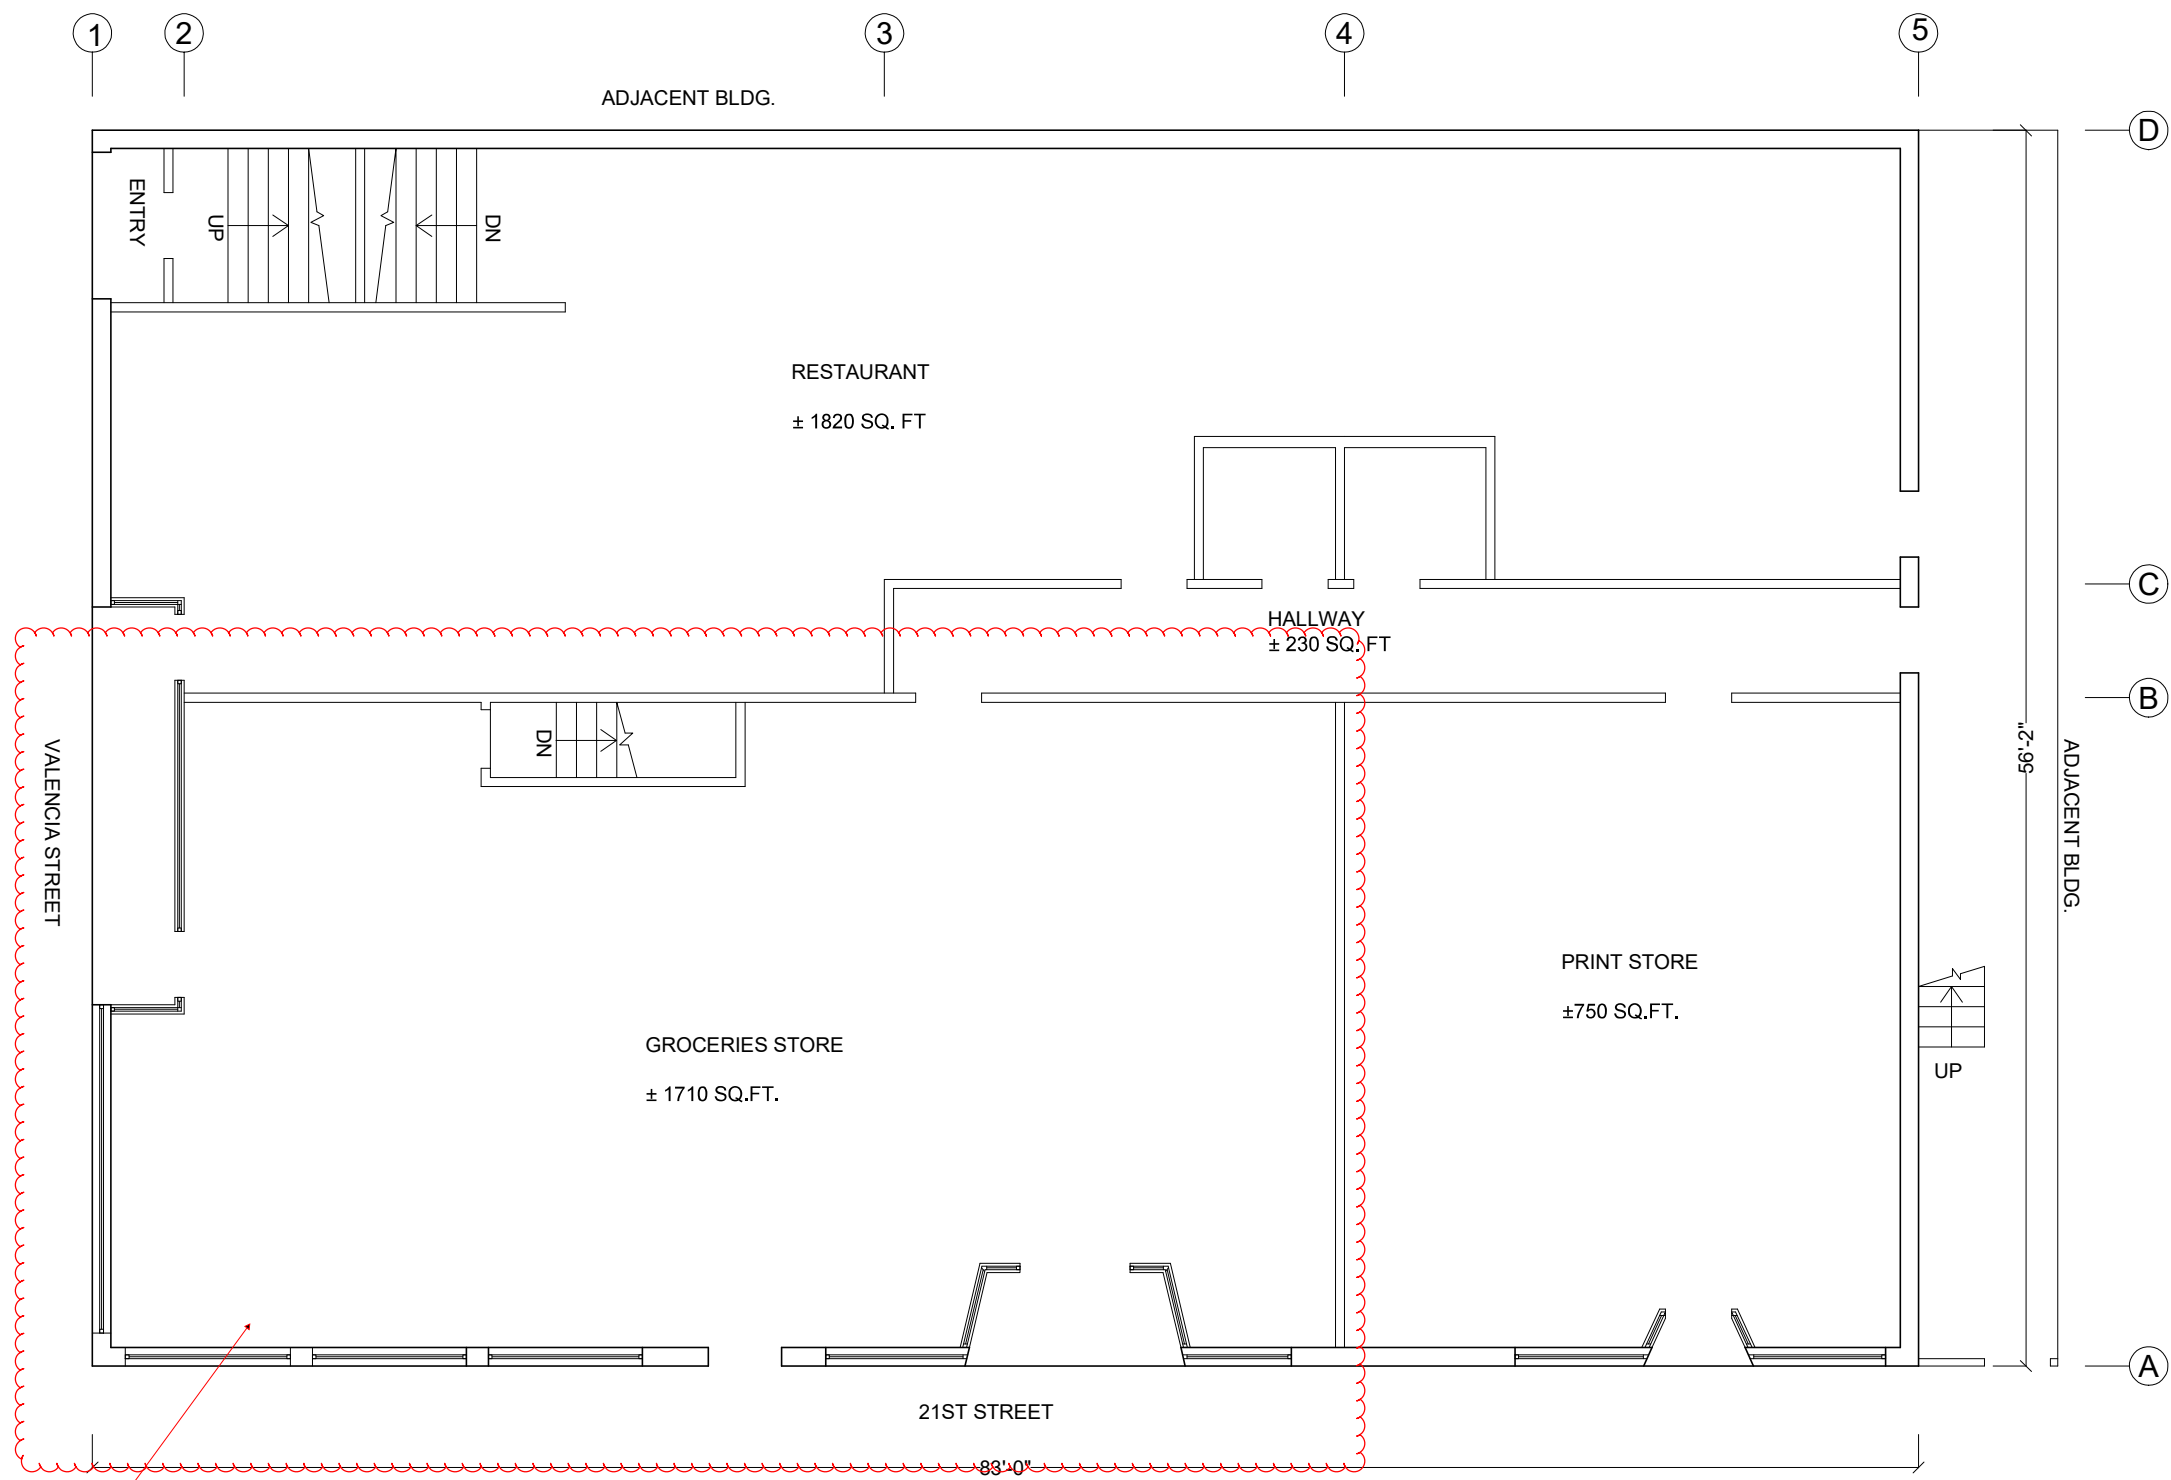 1
2
3
4
5
ADJACENT BLDG.
D
ENTRY
UP
DN
RESTAURANT
± 1820 SQ. FT
C
HALLWAY
± 230 SQ. FT
B
DN
VALENCIA STREET
56'-2"
ADJACENT BLDG.
PRINT STORE
±750 SQ.FT.
GROCERIES STORE
± 1710 SQ.FT.
UP
A
21ST STREET
83'-0"